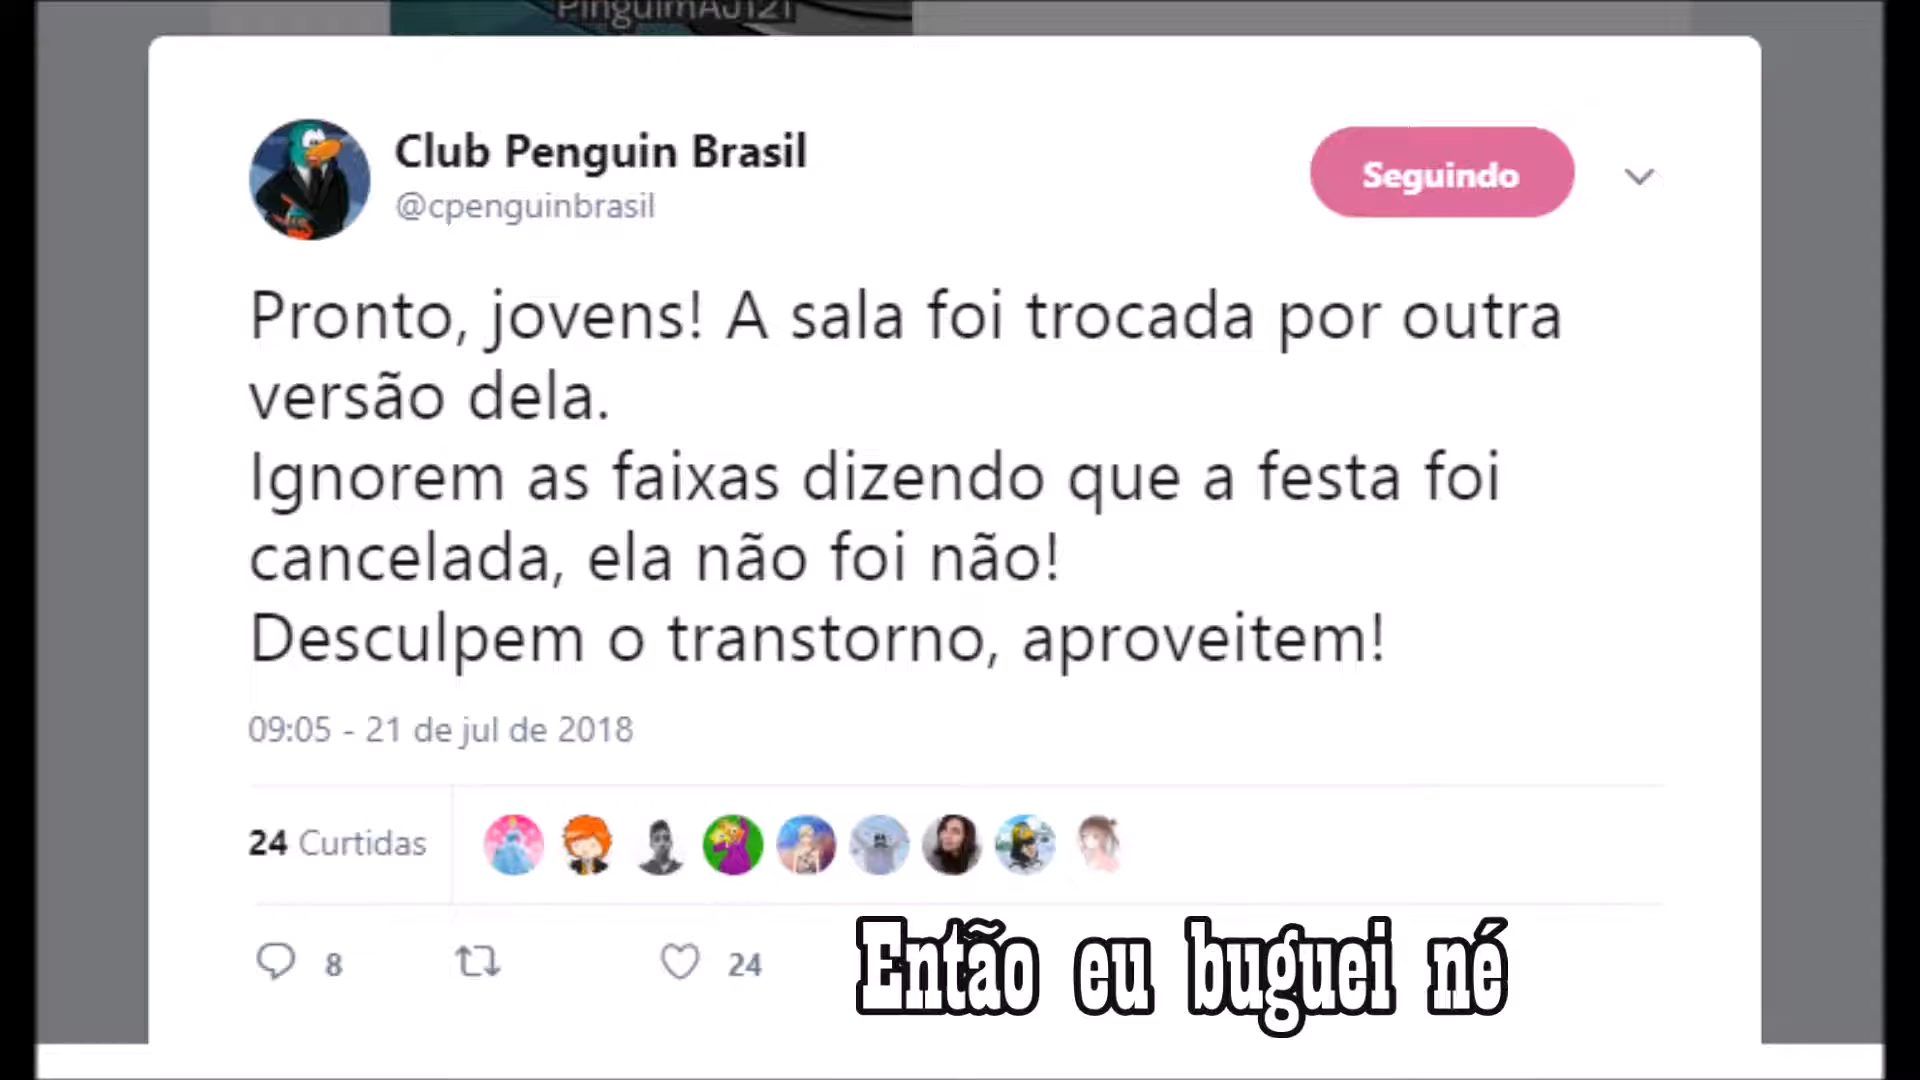 PinguimAJ121
Club Penguin Brasil
@cpenguinbrasil
Seguindo
Pronto, jovens! A sala foi trocada por outra
versão dela.
Ignorem as faixas dizendo que a festa foi
cancelada, ela não foi não!
Desculpem o transtorno, aproveitem!
09:05 - 21 de jul de 2018
24 Curtidas
8
24
Então eu buguei né